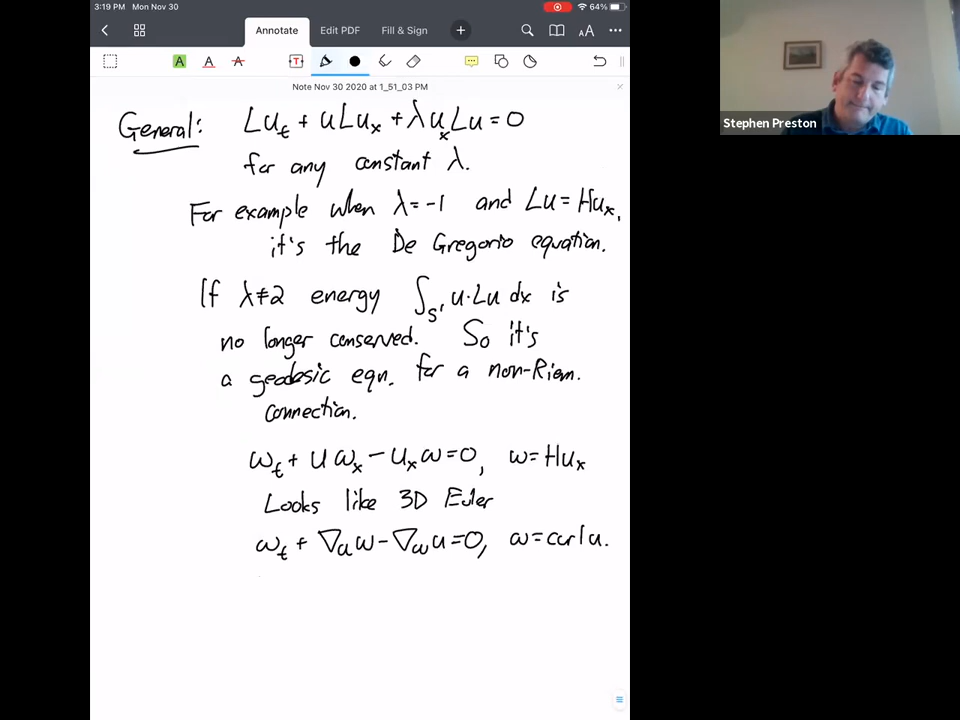 3:19 PM Mon Nov 30
64%
Annotate
Edit PDF
Fill & Sign
Note Nov 30 2020 at 1_51_03 PM
General: Lu_t + uLu_x + λu_xLu = 0
for any constant λ.
For example when λ = -1 and Lu = Hu_x,
it's the De Gregorio equation.
If λ≠2 energy ∫_{S¹} u·Lu dx is
no longer conserved. So it's
a geodesic eqn. for a non-Riem.
connection.
ω_t + uω_x - u_xω = 0, ω = Hu_x
Looks like 3D Euler
ω_t + ∇_uω - ∇_ωu = 0, ω = curl u.
Stephen Preston